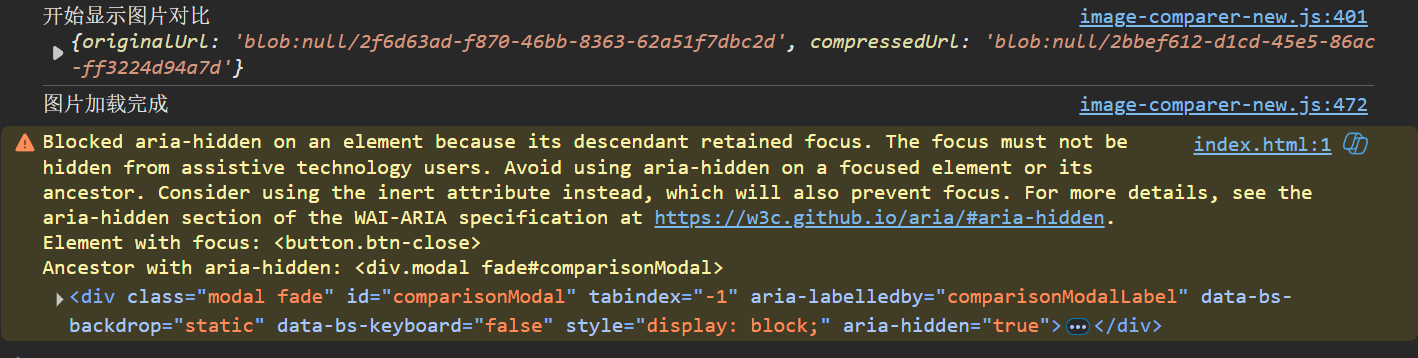 开始显示图片对比 image-comparer-new.js:401
{originalUrl: 'blob:null/2f6d63ad-f870-46bb-8363-62a51f7dbc2d', compressedUrl: 'blob:null/2bbef612-d1cd-45e5-86ac
-ff3224d94a7d'}
图片加载完成 image-comparer-new.js:472
Blocked aria-hidden on an element because its descendant retained focus. The focus must not be index.html:1
hidden from assistive technology users. Avoid using aria-hidden on a focused element or its
ancestor. Consider using the inert attribute instead, which will also prevent focus. For more details, see the
aria-hidden section of the WAI-ARIA specification at https://w3c.github.io/aria/#aria-hidden.
Element with focus: <button.btn-close>
Ancestor with aria-hidden: <div.modal fade#comparisonModal>
<div class="modal fade" id="comparisonModal" tabindex="-1" aria-labelledby="comparisonModalLabel" data-bs-
backdrop="static" data-bs-keyboard="false" style="display: block;" aria-hidden="true">…</div>